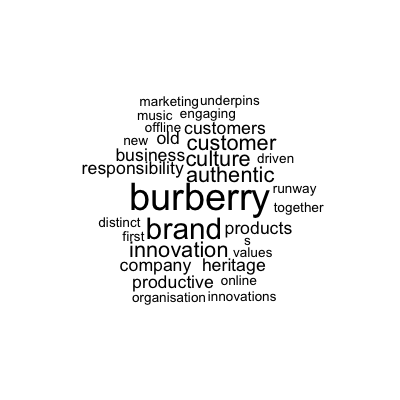 marketing underpins
music engaging
offline customers
new old customer
business culture driven
responsibility authentic
burberry runway
together
distinct brand products
first s
innovation values
company heritage
productive online
organisation innovations